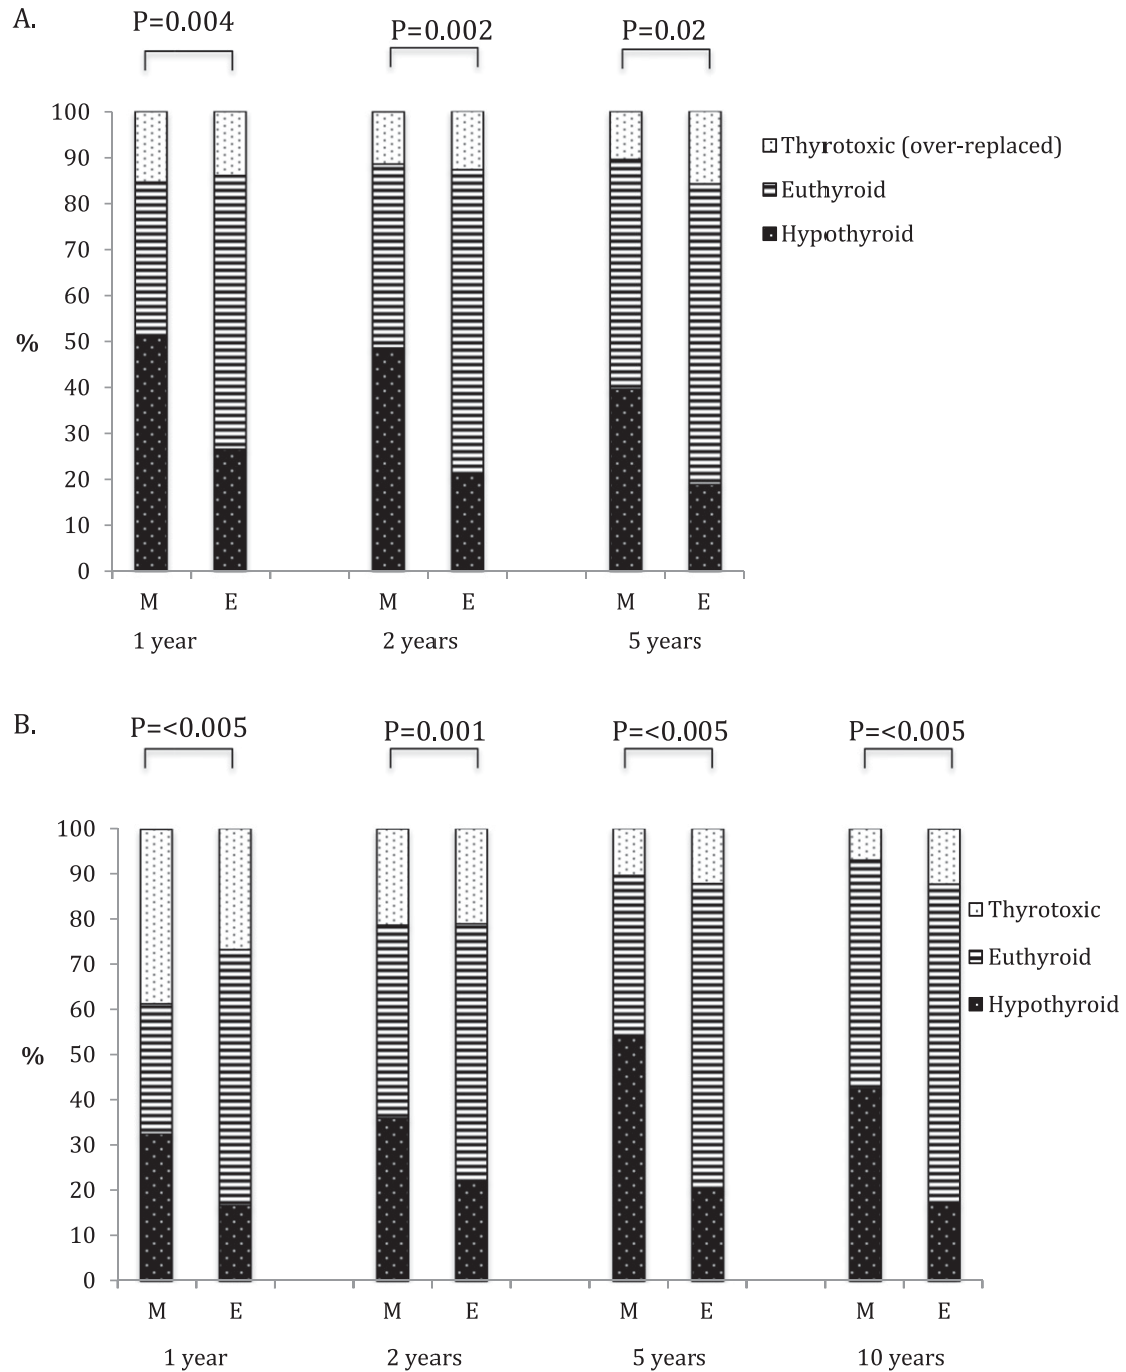 A.
P=0.004
P=0.002
P=0.02
100
90
80
70
60
50
40
30
20
10
0
%
Thyrotoxic (over-replaced)
Euthyroid
Hypothyroid
M E M E M E
1 year 2 years 5 years
B.
P=<0.005
P=0.001
P=<0.005
P=<0.005
100
90
80
70
60
50
40
30
20
10
0
%
Thyrotoxic
Euthyroid
Hypothyroid
M E M E M E M E
1 year 2 years 5 years 10 years